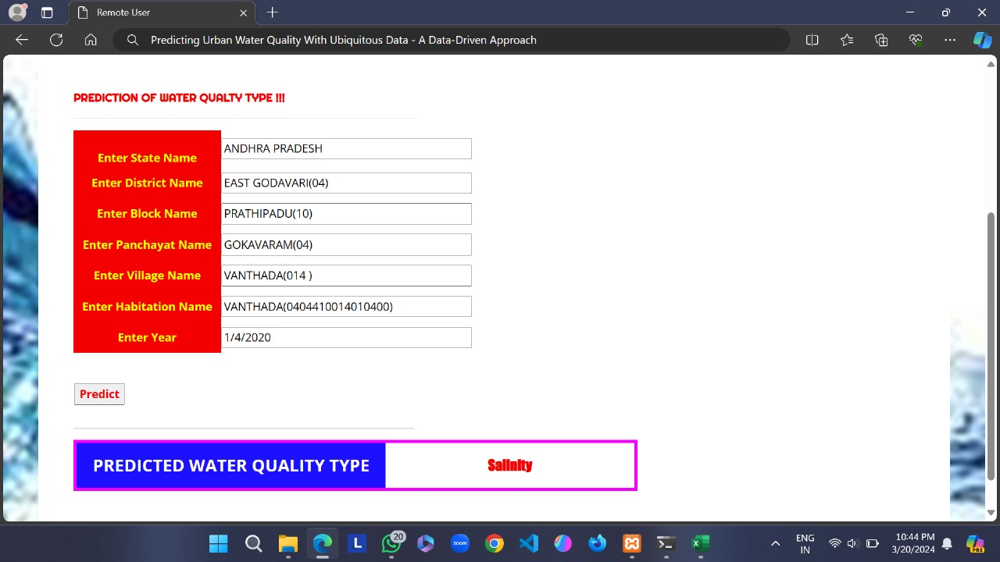 Remote User
Predicting Urban Water Quality With Ubiquitous Data - A Data-Driven Approach
PREDICTION OF WATER QUALTY TYPE !!!
Enter State Name ANDHRA PRADESH
Enter District Name EAST GODAVARI(04)
Enter Block Name PRATHIPADU(10)
Enter Panchayat Name GOKAVARAM(04)
Enter Village Name VANTHADA(014 )
Enter Habitation Name VANTHADA(0404410014010400)
Enter Year 1/4/2020
Predict
PREDICTED WATER QUALITY TYPE Salinity
L
20
zoom
ENG
IN
10:44 PM
3/20/2024
PRE